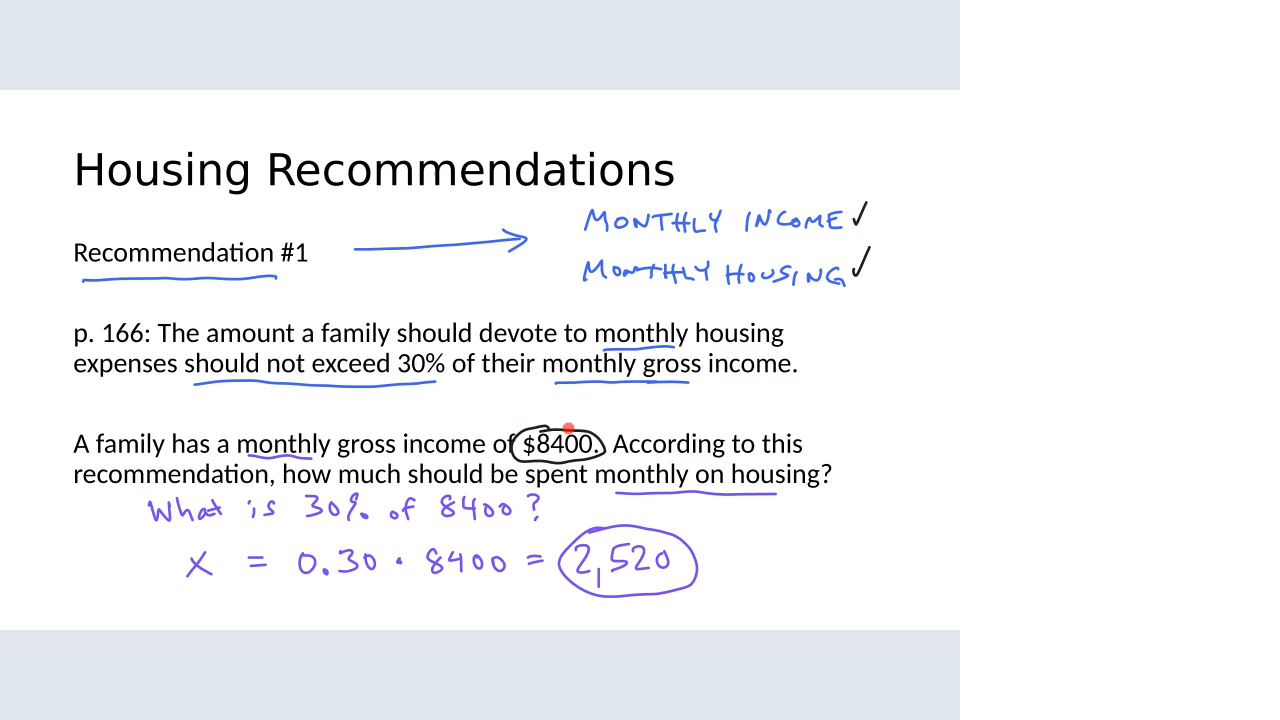 Housing Recommendations
MONTHLY INCOME ✓
Recommendation #1
MONTHLY HOUSING ✓
p. 166: The amount a family should devote to monthly housing
expenses should not exceed 30% of their monthly gross income.
A family has a monthly gross income of $8400. According to this
recommendation, how much should be spent monthly on housing?
What is 30% of 8400?
x = 0.30 · 8400 = 2,520